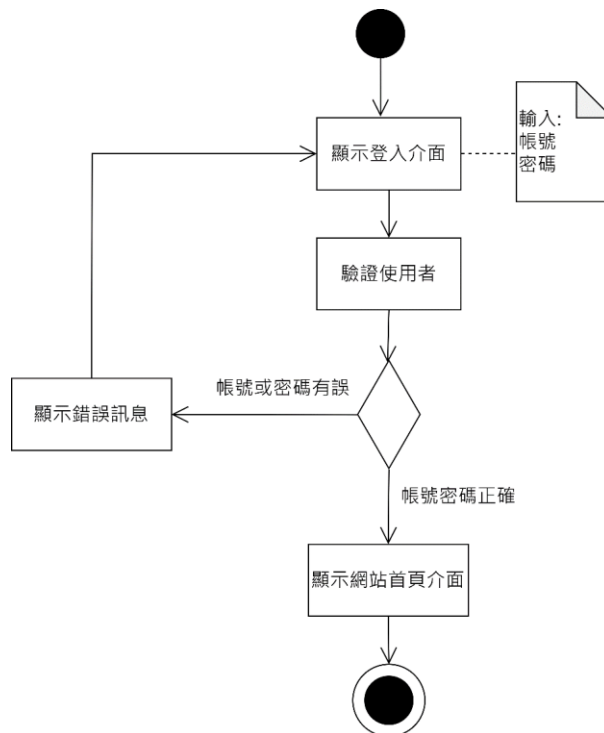 顯示登入介面
輸入:
帳號
密碼
驗證使用者
帳號或密碼有誤
顯示錯誤訊息
帳號密碼正確
顯示網站首頁介面